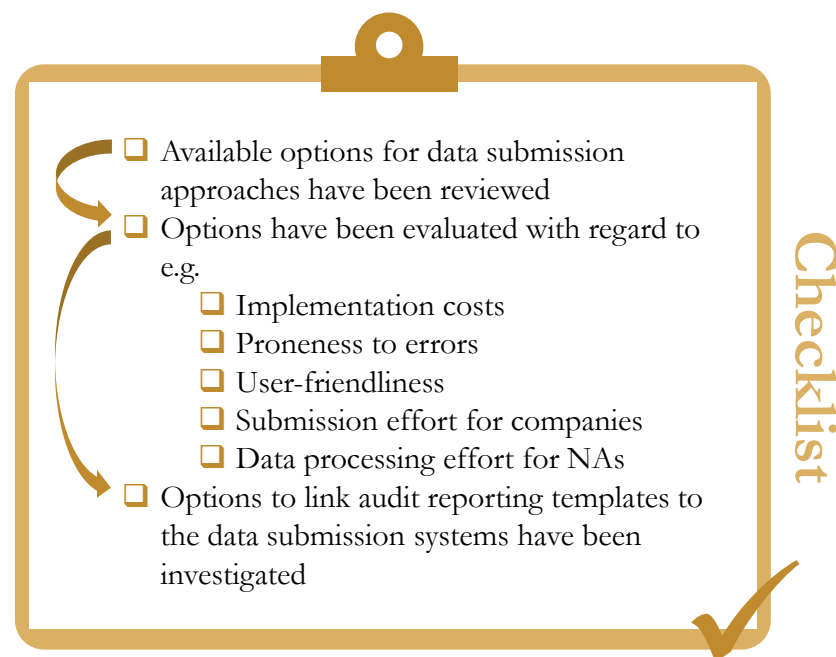 Available options for data submission
approaches have been reviewed
Options have been evaluated with regard to
e.g.
Implementation costs
Proneness to errors
User-friendliness
Submission effort for companies
Data processing effort for NAs
Options to link audit reporting templates to
the data submission systems have been
investigated
Checklist